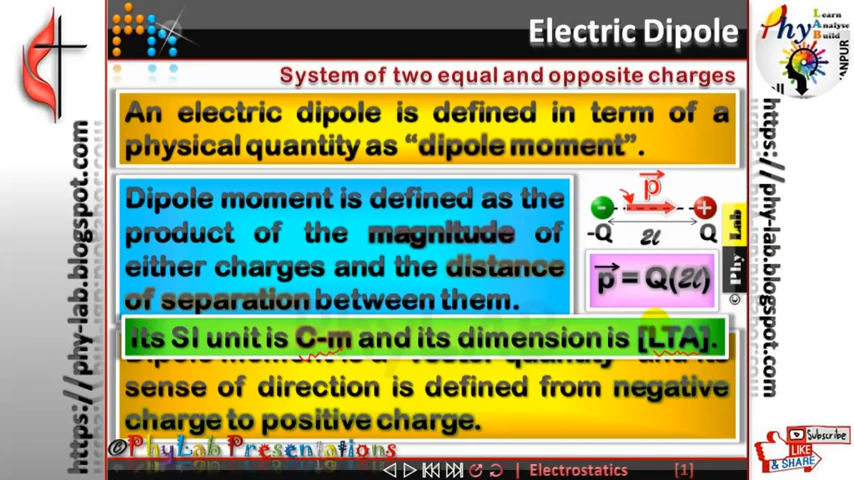 Electric Dipole
Learn
Analyse
Build
Phy
System of two equal and opposite charges
An electric dipole is defined in term of a
physical quantity as “dipole moment”.
Dipole moment is defined as the
product of the magnitude of
either charges and the distance
of separation between them.
p
- +
-Q 2l Q
p = Q(2l)
Its SI unit is C-m and its dimension is [LTA].
sense of direction is defined from negative
charge to positive charge.
© PhyLab Presentations
Electrostatics [1]
https://phy-lab.blogspot.com
https://phy-lab.blogspot.com
© Phy Lab
Subscribe
LIKE
& SHARE